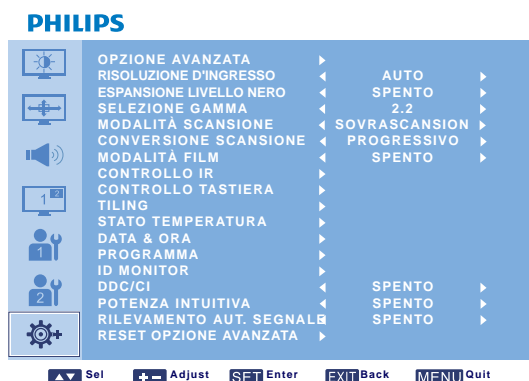 PHILIPS
OPZIONE AVANZATA
RISOLUZIONE D'INGRESSO AUTO
ESPANSIONE LIVELLO NERO SPENTO
SELEZIONE GAMMA 2.2
MODALITÀ SCANSIONE SOVRASCANSION
CONVERSIONE SCANSIONE PROGRESSIVO
MODALITÀ FILM SPENTO
CONTROLLO IR
CONTROLLO TASTIERA
TILING
STATO TEMPERATURA
DATA & ORA
PROGRAMMA
ID MONITOR
DDC/CI SPENTO
POTENZA INTUITIVA SPENTO
RILEVAMENTO AUT. SEGNALE SPENTO
RESET OPZIONE AVANZATA
1 2
1
2
Sel Adjust SET Enter EXIT Back MENU Quit